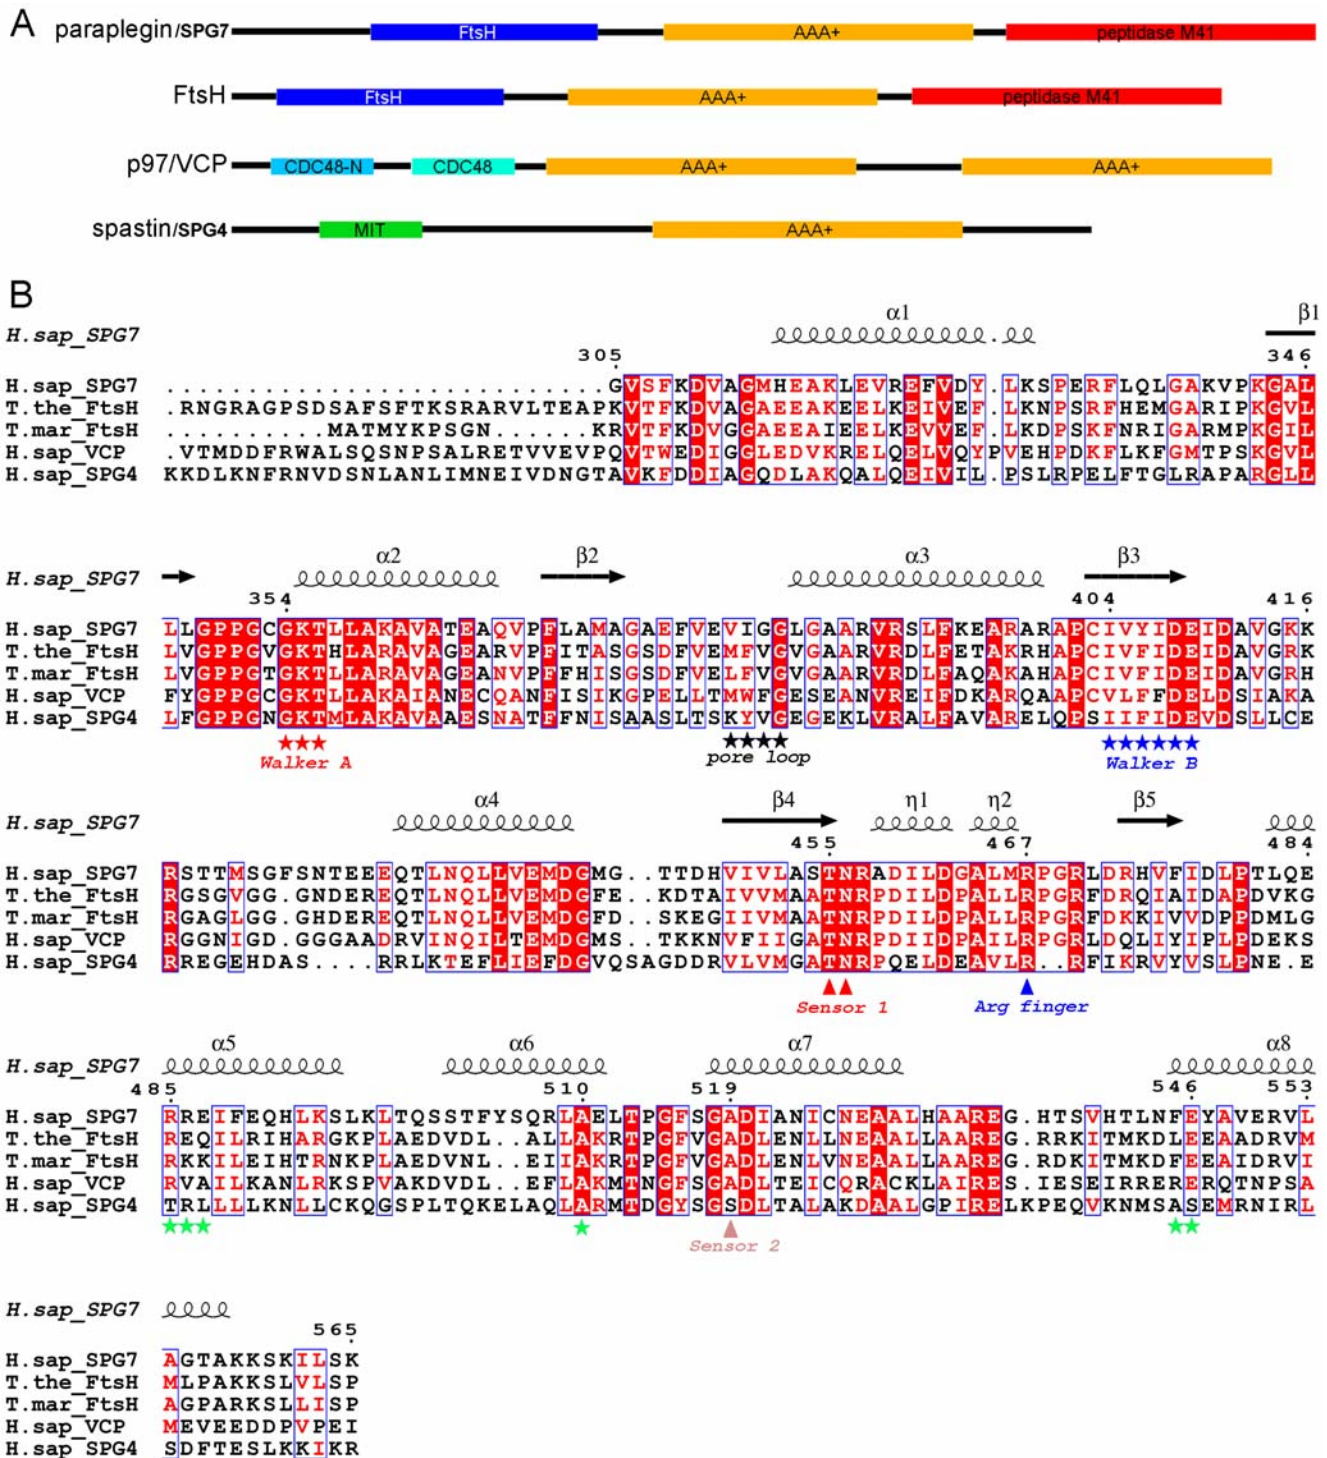 A
paraplegin/SPG7 FtsH AAA+ peptidase M41
FtsH FtsH AAA+ peptidase M41
p97/VCP CDC48-N CDC48 AAA+ AAA+
spastin/SPG4 MIT AAA+
B
α1 β1
H.sap_SPG7
305 346
H.sap_SPG7 ............................GVSFKDVAGMHEAKLEVREFVDY.LKSPERFLQLGAKVPKGAL
T.the_FtsH .RNGRAGPSDSAFSFTKSRARVLTEAPKVTFKDVAGAEEAKEELKEIVEF.LKNPSRFHEMGARIPKGVL
T.mar_FtsH ..........MATMYKPSGN......KRVTFKDVGGAEEAIEELKEVVEF.LKDPSKFNRIGARMPKGIL
H.sap_VCP .VTMDDFRWALSQSNPSALRETVVEVPQVTWEDIGGLEDVKRELQELVQYPVEHPDKFLKFGMTPSKGVL
H.sap_SPG4 KKDLKNFRNVDSNLANLIMNEIVDNGTAVKFDDIAGQDLAKQALQEIVIL.PSLRPELFTGLRAPARGLL
α2 β2 α3 β3
H.sap_SPG7
354 404 416
H.sap_SPG7 LLGPPGCGKTLLAKAVATEAQVPFLAMAGAEFVEVIGGLGAARVRSLFKEARARAPCIVYIDEIDAVGKK
T.the_FtsH LVGPPGVGKTHLARAVAGEARVPFITASGSDFVEMFVGVGAARVRDLFETAKRHAPCIVFIDEIDAVGRK
T.mar_FtsH LVGPPGTGKTLLARAVAGEANVPFFHISGSDFVELFVGVGAARVRDLFAQAKAHAPCIVFIDEIDAVGRH
H.sap_VCP FYGPPGCGKTLLAKAIANECQANFISIKGPELLTMWFGESEANVREIFDKARQAAPCVLFFDELDSIAKA
H.sap_SPG4 LFGPPGNGKTMLAKAVAAESNATFFNISAASLTSKYVGEGEKLVRALFAVARELQPSIIFIDEVDSLLCE
Walker A pore loop Walker B
α4 β4 η1 η2 β5
H.sap_SPG7
455 467 484
H.sap_SPG7 RSTTMSGFSNTEEEQTLNQLLVEMDGMG..TTDHVIVLASTNRADILDGALMRPGRLDRHVFIDLPTLQE
T.the_FtsH RGSGVGG.GNDEREQTLNQLLVEMDGFE..KDTAIVVMAATNRPDILDPALLRPGRFDRQIAIDAPDVKG
T.mar_FtsH RGAGLGG.GHDEREQTLNQLLVEMDGFD..SKEGIIVMAATNRPDILDPALLRPGRFDKKIVVDPPDMLG
H.sap_VCP RGGNIGD.GGGAADRVINQILTEMDGMS..TKKNVFIIGATNRPDIIDPAILRPGRLDQLIYIPLPDEKS
H.sap_SPG4 RREGEHDAS....RRLKTEFLIEFDGVQSAGDDRVLVMGATNRPQELDEAVLR..RFIKRVYVSLPNE.E
Sensor 1 Arg finger
α5 α6 α7 α8
H.sap_SPG7
485 510 519 546 553
H.sap_SPG7 RREIFEQHLKSLKLTQSSTFYSQRLAELTPGFSGADIANICNEAALHAAREG.HTSVHTLNFEYAVERVL
T.the_FtsH REQILRIHARGKPLAEDVDL..ALLAKRTPGFVGADLENLLNEAALLAAREG.RRKITMKDLEEAADRVM
T.mar_FtsH RKKILEIHTRNKPLAEDVNL..EIIAKRTPGFVGADLENLVNEAALLAAREG.RDKITMKDFEEAIDRVI
H.sap_VCP RVAILKANLRKSPVAKDVDL..EFLAKMTNGFSGADLTEICQRACKLAIRES.IESEIRRERERQTNPSA
H.sap_SPG4 TRLLLLKNLLCKQGSPLTQKELAQLARMTDGYSGSDLTALAKDAALGPIRELKPEQVKNMSASEMRNIRL
Sensor 2
H.sap_SPG7
565
H.sap_SPG7 AGTAKKSKILSK
T.the_FtsH MLPAKKSLVLSP
T.mar_FtsH AGPARKSLLISP
H.sap_VCP MEVEEDDPVPEI
H.sap_SPG4 SDFTESLKKIKR